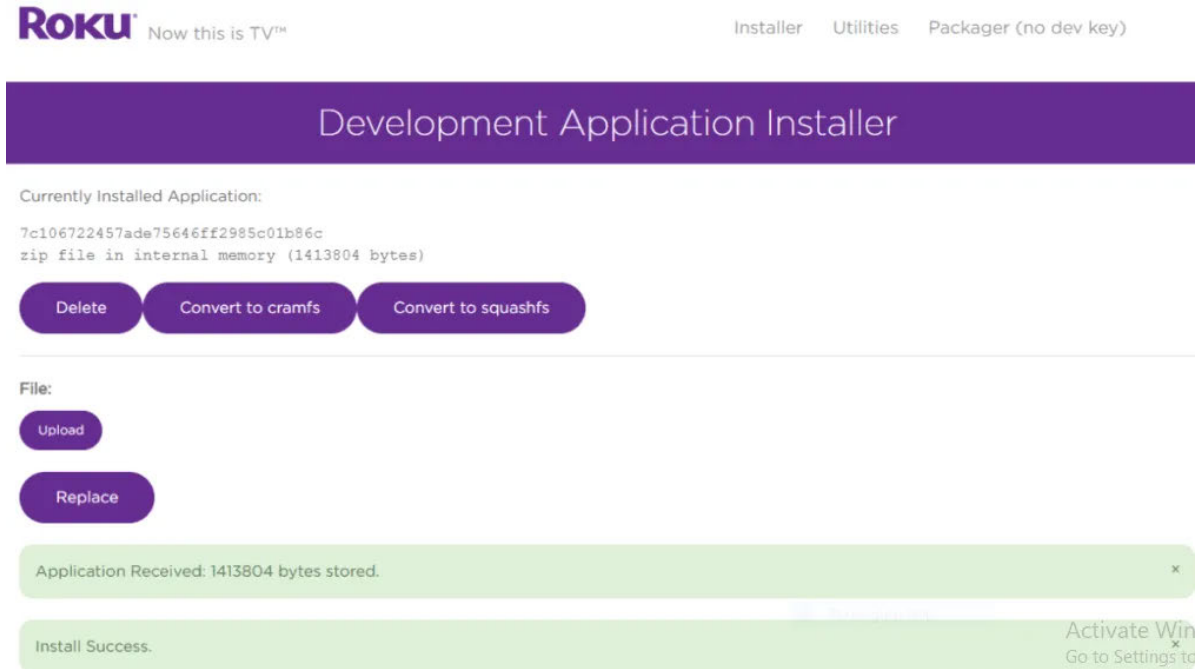 ROKU Now this is TV™
Installer Utilities Packager (no dev key)
Development Application Installer
Currently Installed Application:
7c106722457ade75646ff2985c01b86c
zip file in internal memory (1413804 bytes)
Delete Convert to cramfs Convert to squashfs
File:
Upload
Replace
Application Received: 1413804 bytes stored. ×
Install Success. ×
Activate Win
Go to Settings to